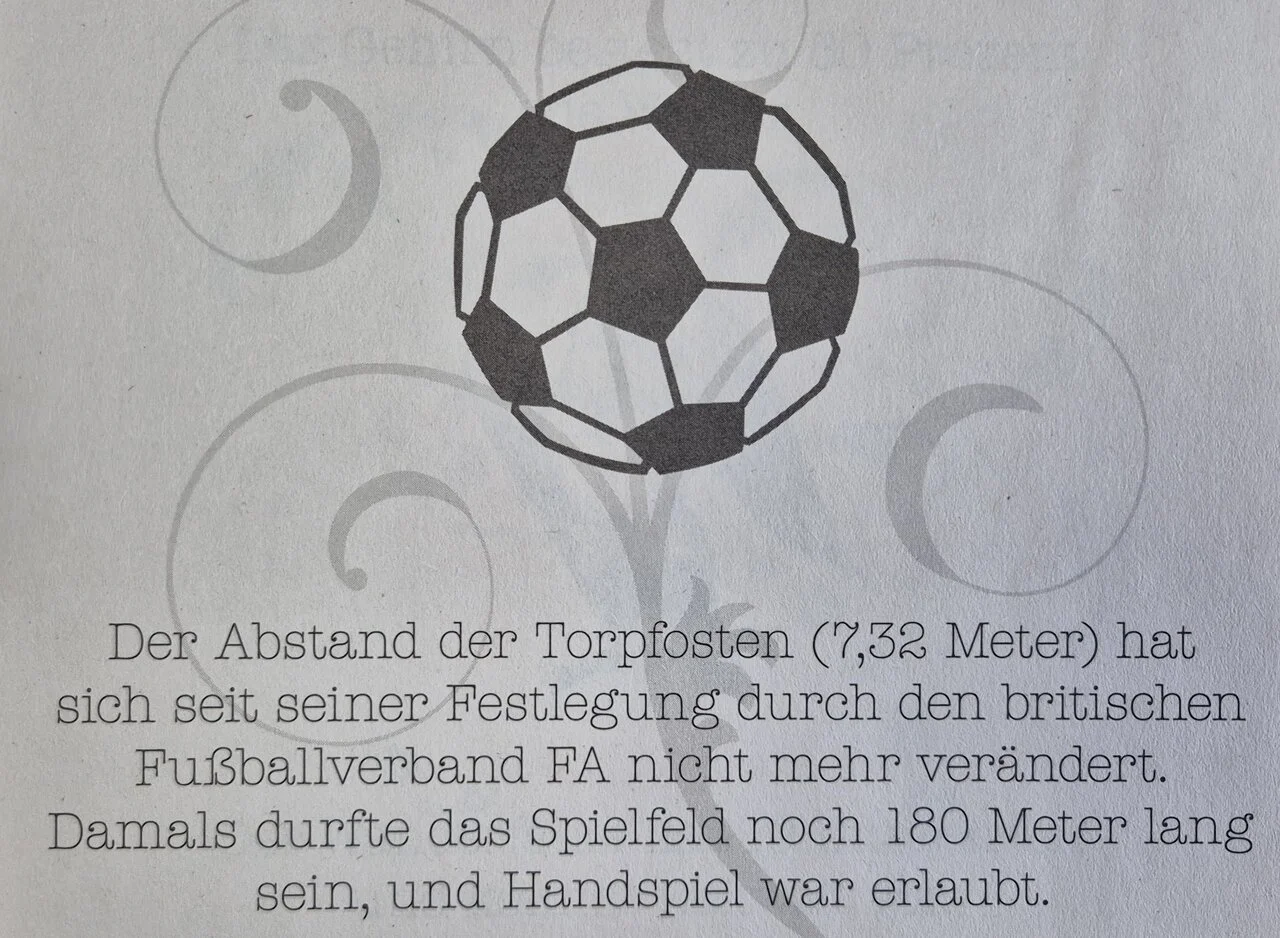 Der Abstand der Torpfosten (7,32 Meter) hat
sich seit seiner Festlegung durch den britischen
Fußballverband FA nicht mehr verändert.
Damals durfte das Spielfeld noch 180 Meter lang
sein, und Handspiel war erlaubt.